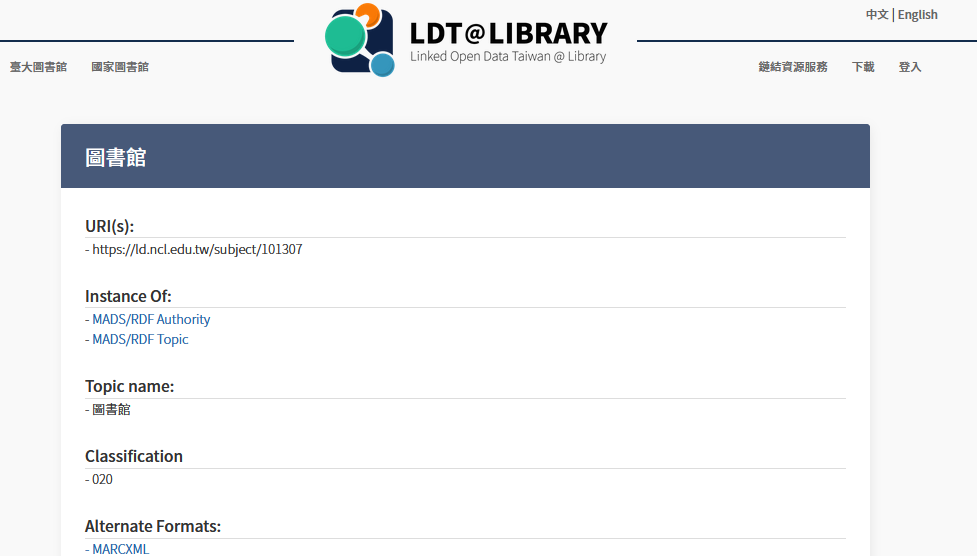 中文 | English
LDT@LIBRARY
Linked Open Data Taiwan @ Library
臺大圖書館 國家圖書館 鏈結資源服務 下載 登入
圖書館
URI(s):
- https://ld.ncl.edu.tw/subject/101307
Instance Of:
- MADS/RDF Authority
- MADS/RDF Topic
Topic name:
- 圖書館
Classification
- 020
Alternate Formats:
- MARCXML